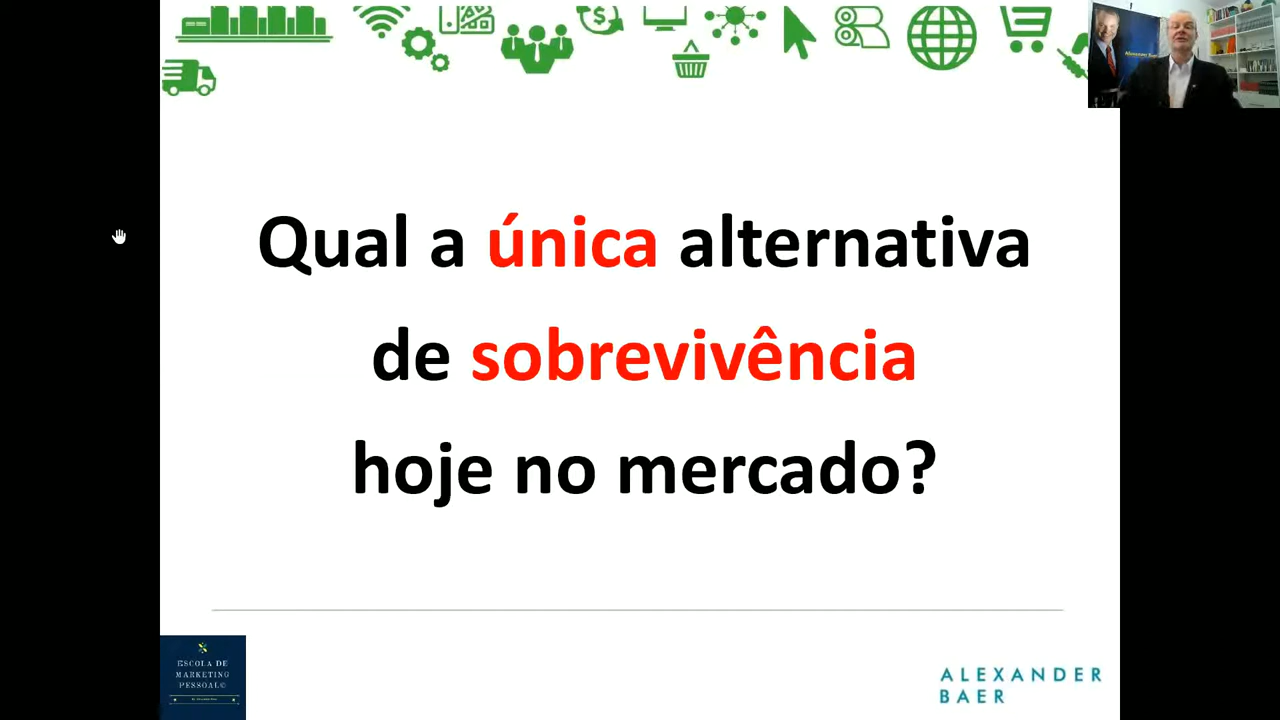 Qual a única alternativa
de sobrevivência
hoje no mercado?
ESCOLA DE
MARKETING
PESSOAL©
ALEXANDER
BAER